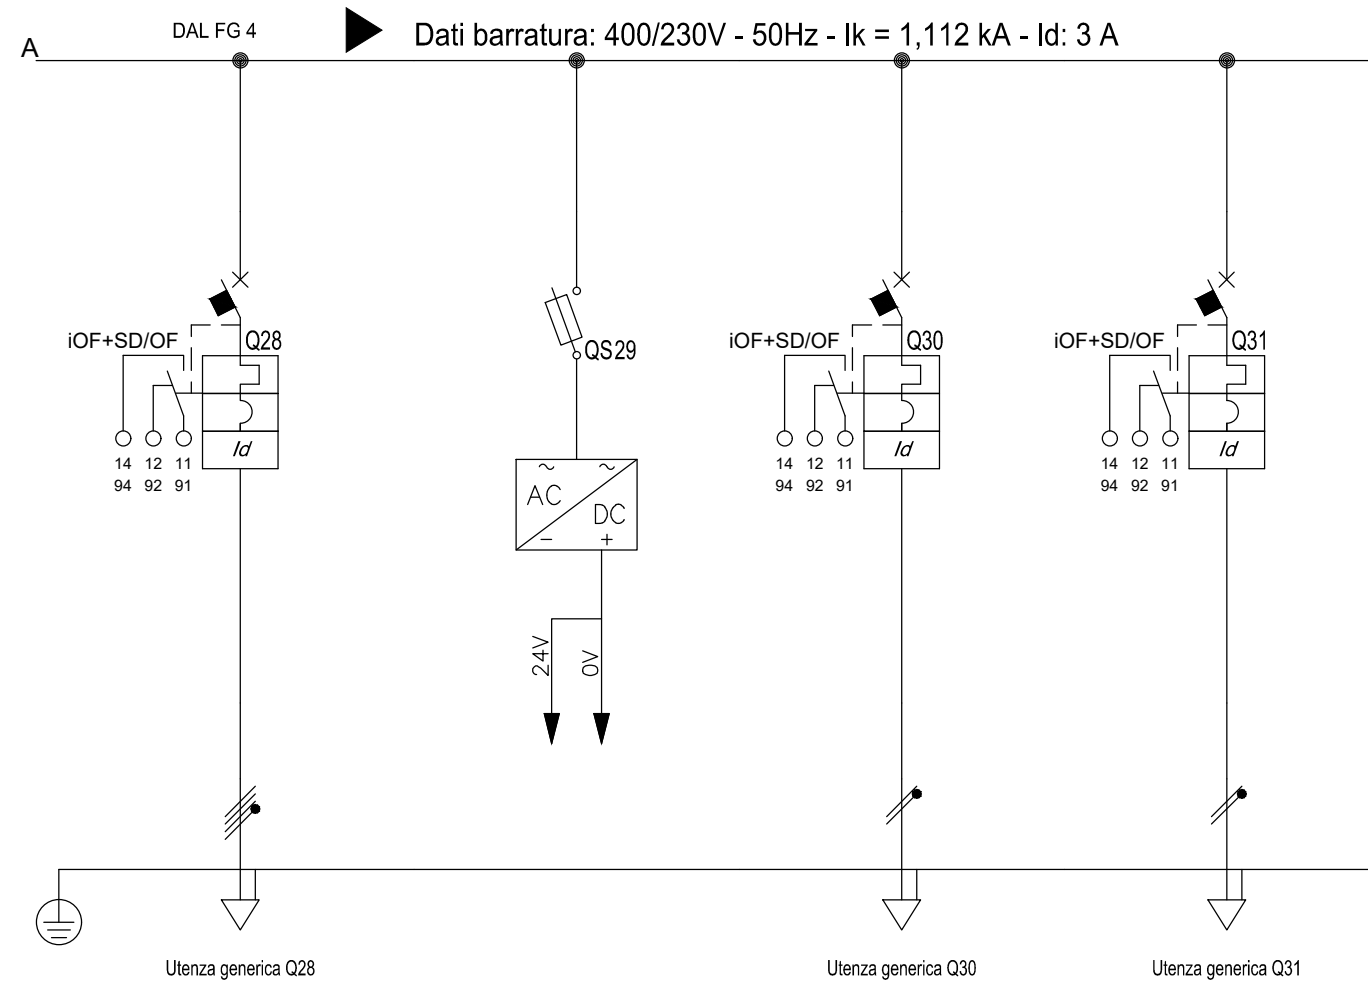 DAL FG 4
Dati barratura: 400/230V - 50Hz - Ik = 1,112 kA - Id: 3 A
A
iOF+SD/OF
Q28
Id
14 12 11
94 92 91
QS29
AC
DC
24V
0V
iOF+SD/OF
Q30
Id
14 12 11
94 92 91
iOF+SD/OF
Q31
Id
14 12 11
94 92 91
Utenza generica Q28
Utenza generica Q30
Utenza generica Q31